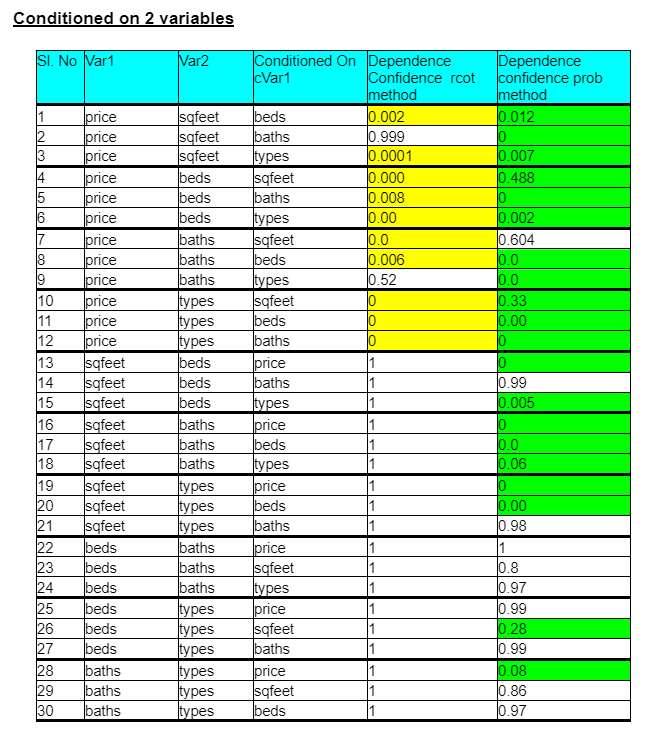 Conditioned on 2 variables
Sl. No Var1 Var2 Conditioned On cVar1 Dependence Confidence rcot method Dependence confidence prob method
1 price sqfeet beds 0.002 0.012
2 price sqfeet baths 0.999 0
3 price sqfeet types 0.0001 0.007
4 price beds sqfeet 0.000 0.488
5 price beds baths 0.008 0
6 price beds types 0.00 0.002
7 price baths sqfeet 0.0 0.604
8 price baths beds 0.006 0.0
9 price baths types 0.52 0.0
10 price types sqfeet 0 0.33
11 price types beds 0 0.00
12 price types baths 0 0
13 sqfeet beds price 1 0
14 sqfeet beds baths 1 0.99
15 sqfeet beds types 1 0.005
16 sqfeet baths price 1 0
17 sqfeet baths beds 1 0.0
18 sqfeet baths types 1 0.06
19 sqfeet types price 1 0
20 sqfeet types beds 1 0.00
21 sqfeet types baths 1 0.98
22 beds baths price 1 1
23 beds baths sqfeet 1 0.8
24 beds baths types 1 0.97
25 beds types price 1 0.99
26 beds types sqfeet 1 0.28
27 beds types baths 1 0.99
28 baths types price 1 0.08
29 baths types sqfeet 1 0.86
30 baths types beds 1 0.97